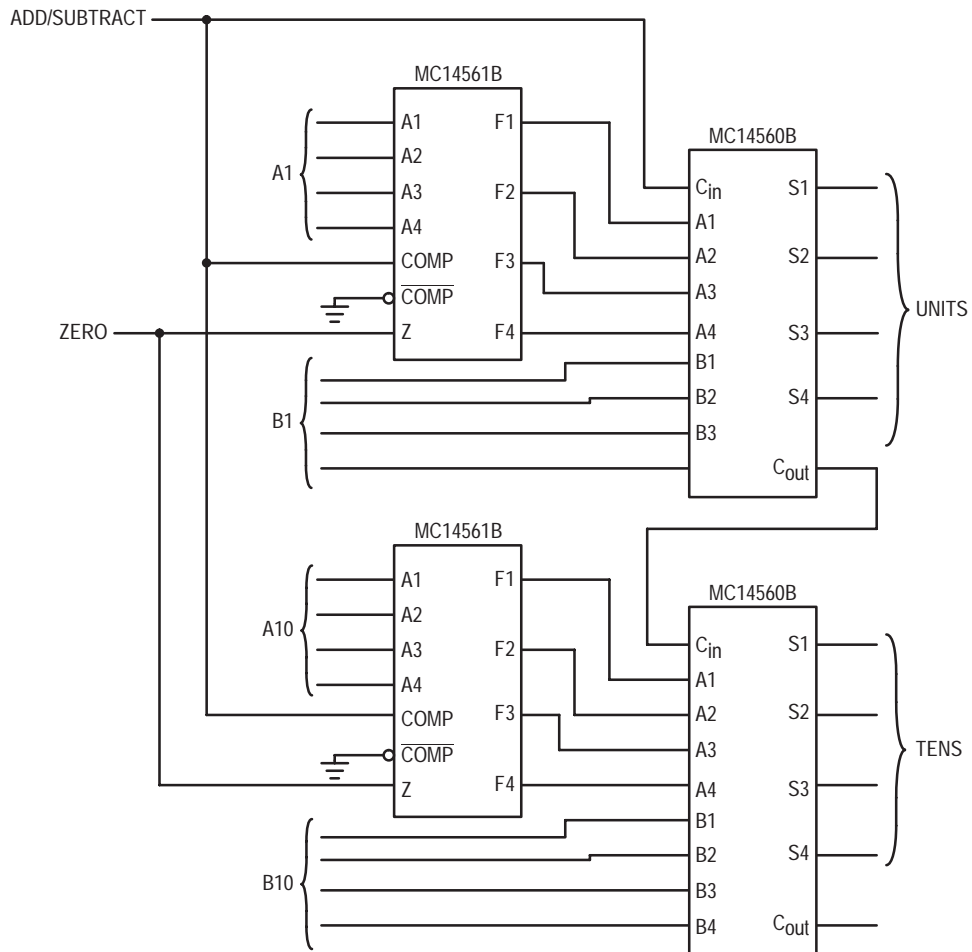 ADD/SUBTRACT
MC14561B
A1
A1 F1
A2
A3 F2
A4
COMP F3
COMP
Z F4
ZERO
B1
MC14560B
Cin S1
A1
A2 S2
A3
A4 S3
B1
B2 S4
B3
Cout
UNITS
MC14561B
A10
A1 F1
A2
A3 F2
A4
COMP F3
COMP
Z F4
B10
MC14560B
Cin S1
A1
A2 S2
A3
A4 S3
B1
B2 S4
B3
B4 Cout
TENS